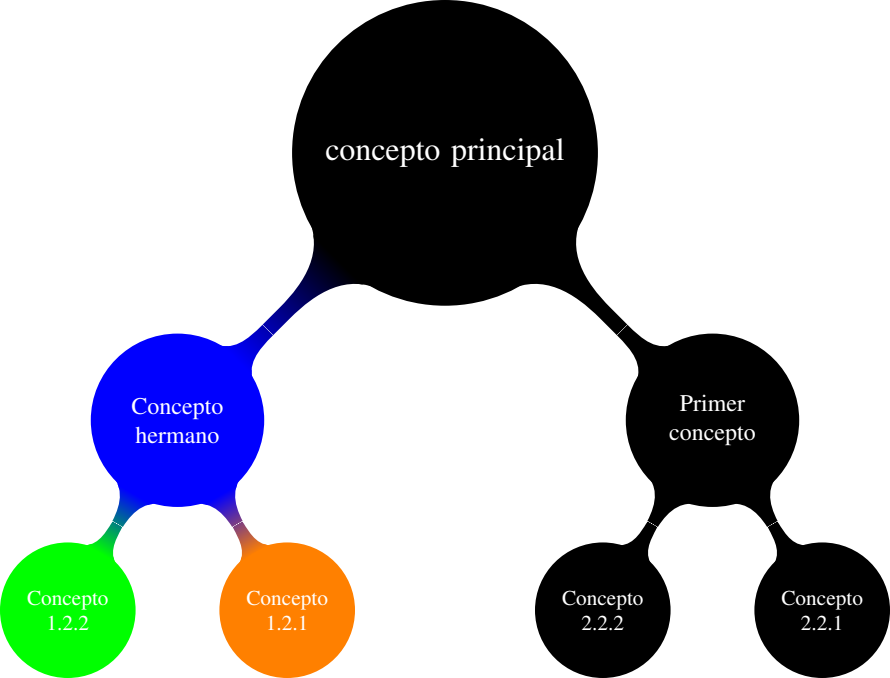 concepto principal
Concepto
hermano
Primer
concepto
Concepto
1.2.2
Concepto
1.2.1
Concepto
2.2.2
Concepto
2.2.1